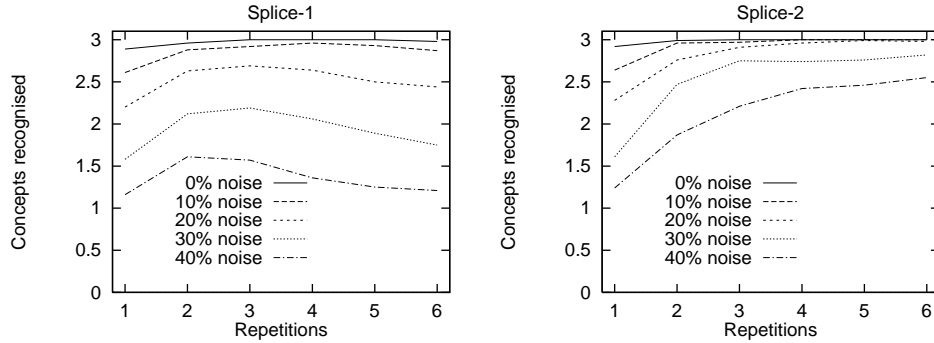 Splice-1
Concepts recognised
3
2.5
2
1.5
1
0.5
0
0% noise
10% noise
20% noise
30% noise
40% noise
1 2 3 4 5 6
Repetitions
Splice-2
Concepts recognised
3
2.5
2
1.5
1
0.5
0
0% noise
10% noise
20% noise
30% noise
40% noise
1 2 3 4 5 6
Repetitions